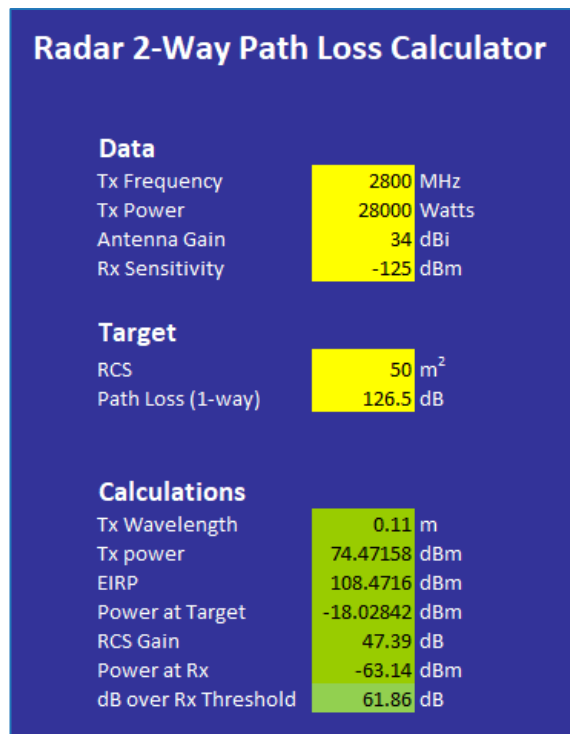 Radar 2-Way Path Loss Calculator
Data
Tx Frequency 2800 MHz
Tx Power 28000 Watts
Antenna Gain 34 dBi
Rx Sensitivity -125 dBm
Target
RCS 50 m²
Path Loss (1-way) 126.5 dB
Calculations
Tx Wavelength 0.11 m
Tx power 74.47158 dBm
EIRP 108.4716 dBm
Power at Target -18.02842 dBm
RCS Gain 47.39 dB
Power at Rx -63.14 dBm
dB over Rx Threshold 61.86 dB